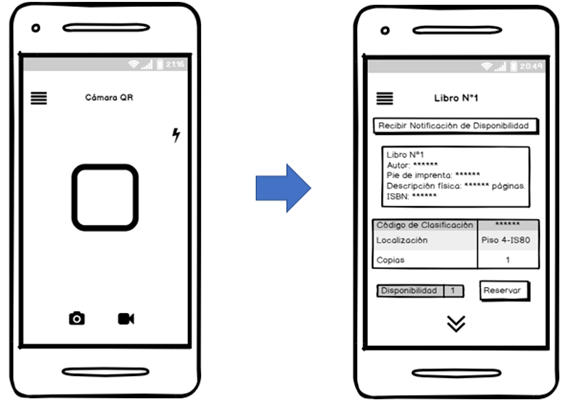 21:16
Cámara QR
20:49
Libro N°1
Recibir Notificación de Disponibilidad
Libro N°1
Autor: ******
Pie de imprenta: ******
Descripción física: ****** páginas.
ISBN: ******
Código de Clasificación ******
Localización Piso 4-IS80
Copias 1
Disponibilidad 1 Reservar